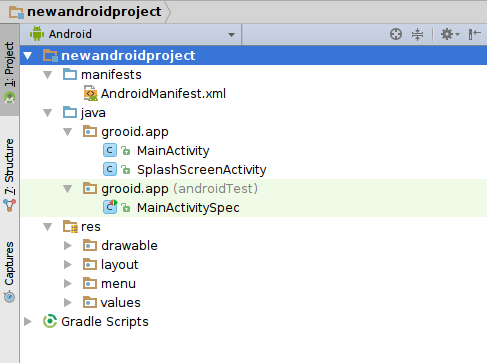 newandroidproject
Android
1: Project
7: Structure
Captures
newandroidproject
manifests
AndroidManifest.xml
java
grooid.app
MainActivity
SplashScreenActivity
grooid.app (androidTest)
MainActivitySpec
res
drawable
layout
menu
values
Gradle Scripts